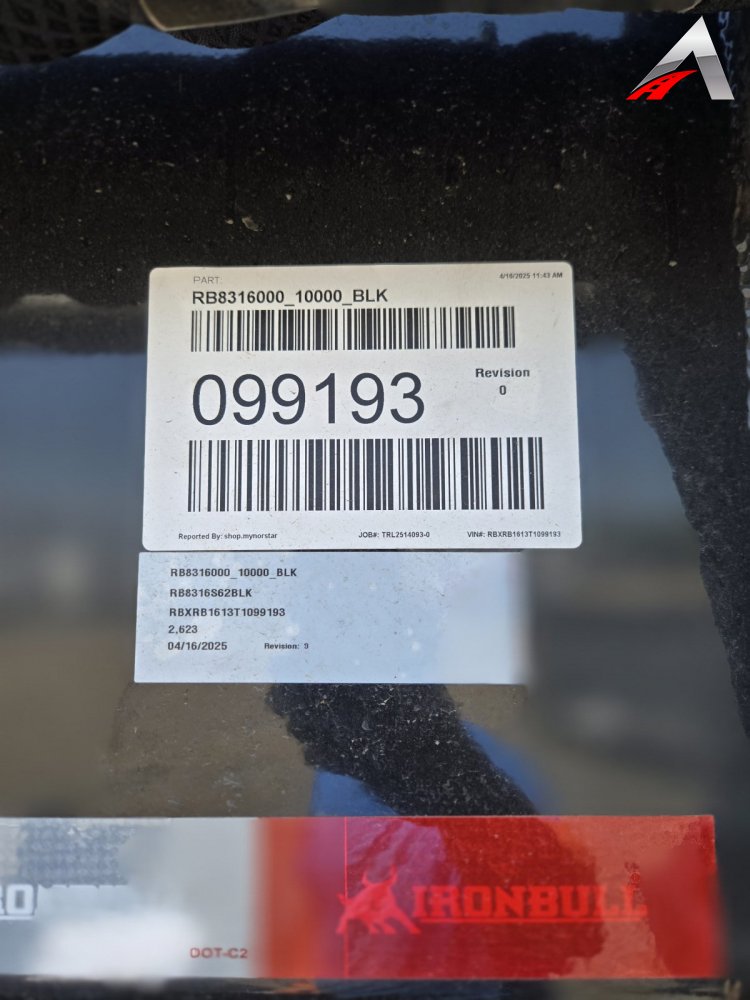 PART:
4/16/2025 11:43 AM
RB8316000_10000_BLK
099193
Revision
0
Reported By: shop.mynorstar
JOB#: TRL2514093-0
VIN#: RBXRB1613T1099193
RB8316000_10000_BLK
RB8316S62BLK
RBXRB1613T1099193
2,623
04/16/2025
Revision: 9
IRONBULL
DOT-C2